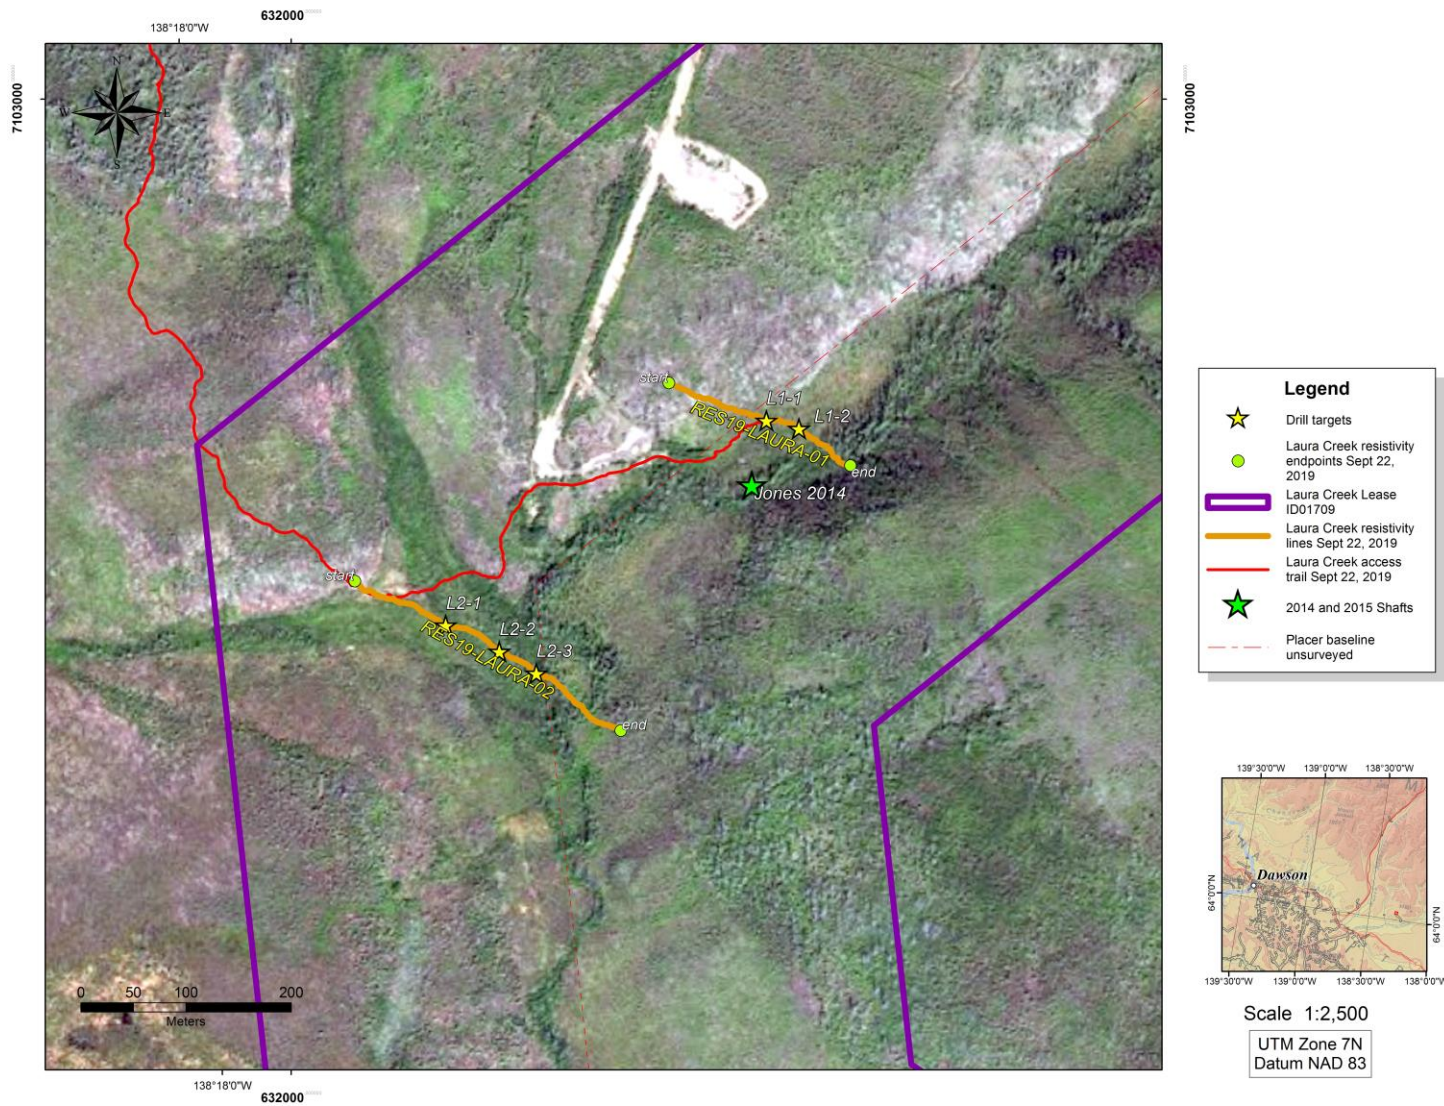 632000
138°18'0"W
7103000
7103000
N
W
E
S
start
L1-1
L1-2
RES19-LAURA-01
end
Jones 2014
start
L2-1
L2-2
L2-3
RES19-LAURA-02
end
0 50 100 200
Meters
138°18'0"W
632000
Legend
Drill targets
Laura Creek resistivity
endpoints Sept 22,
2019
Laura Creek Lease
ID01709
Laura Creek resistivity
lines Sept 22, 2019
Laura Creek access
trail Sept 22, 2019
2014 and 2015 Shafts
Placer baseline
unsurveyed
139°30'0"W 139°0'0"W 138°30'0"W
M
Dawson
64°0'0"N
64°0'0"N
139°30'0"W 139°0'0"W 138°30'0"W 138°0'0"W
Scale 1:2,500
UTM Zone 7N
Datum NAD 83